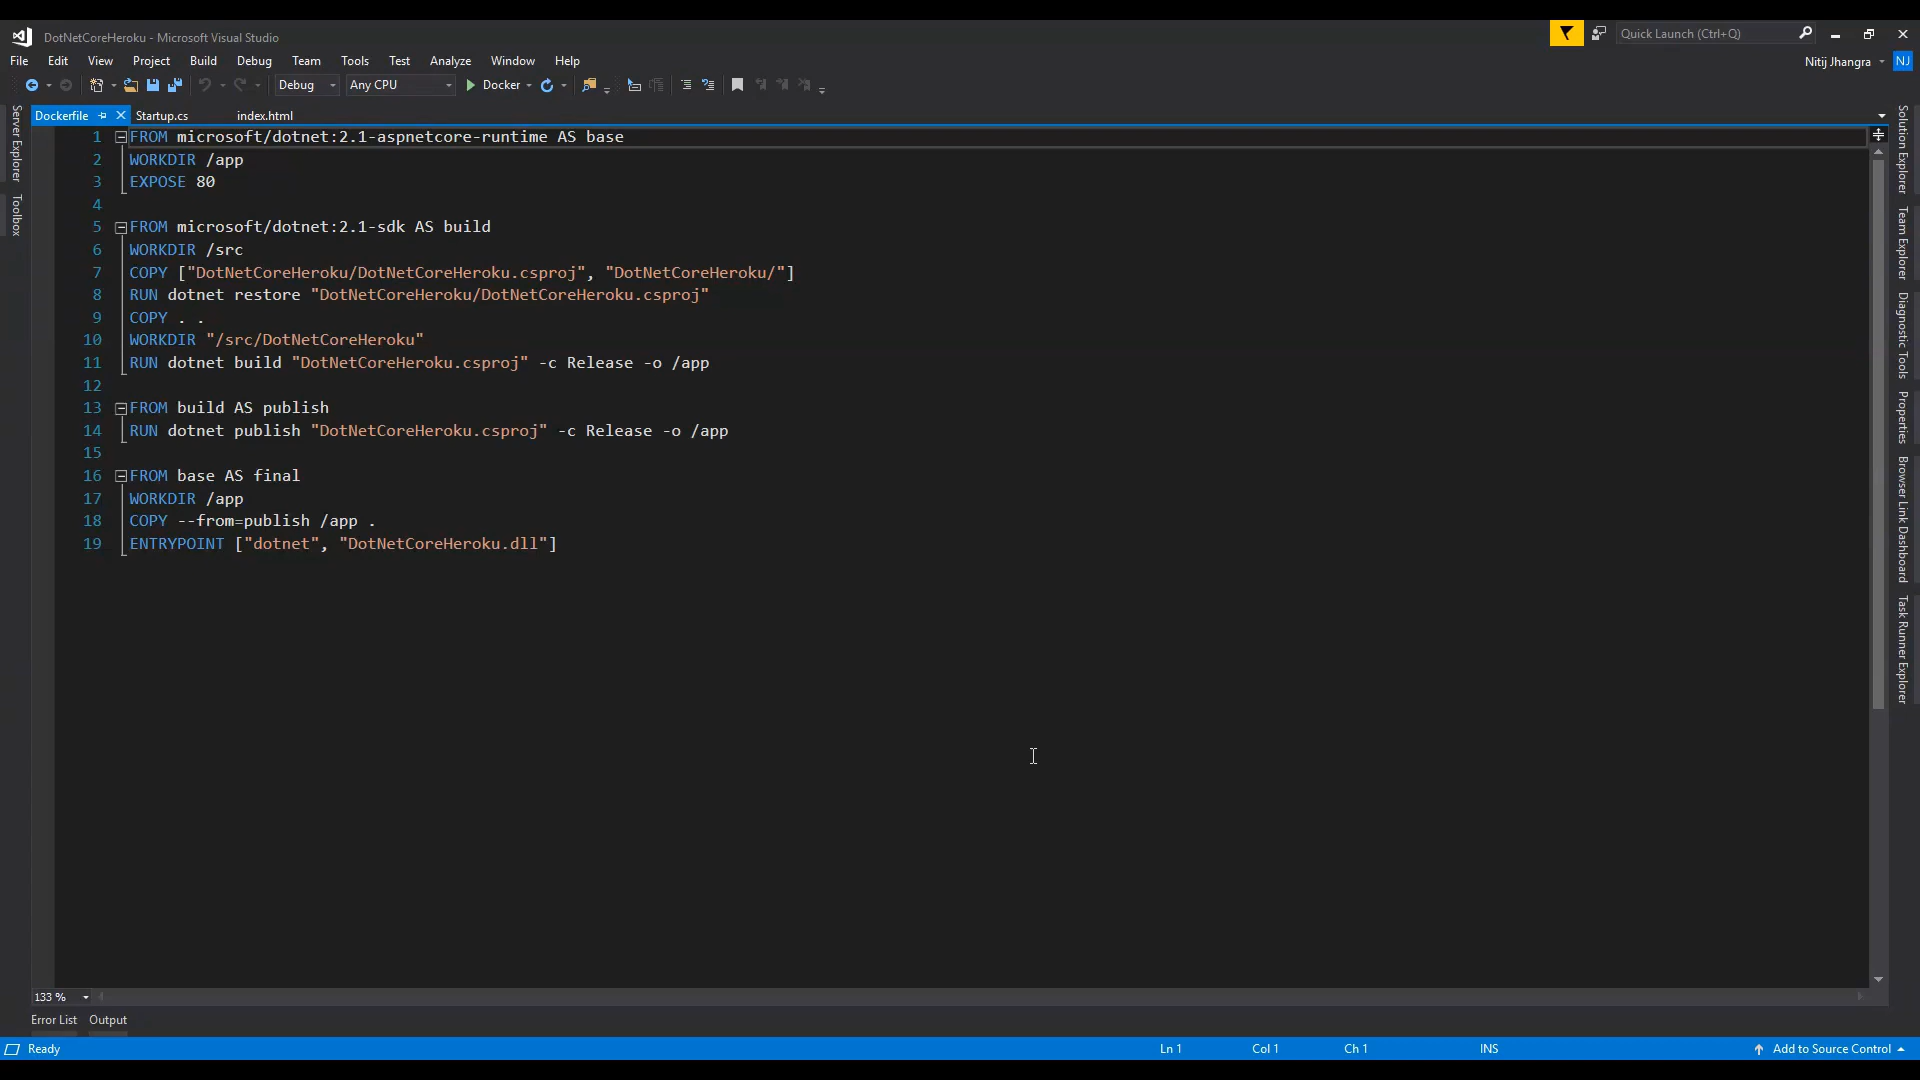 DotNetCoreHeroku - Microsoft Visual Studio
Quick Launch (Ctrl+Q)
File Edit View Project Build Debug Team Tools Test Analyze Window Help
Nitij Jhangra NJ
Debug Any CPU Docker
Dockerfile Startup.cs index.html
Server Explorer
Toolbox
1 FROM microsoft/dotnet:2.1-aspnetcore-runtime AS base
2 WORKDIR /app
3 EXPOSE 80
4
5 FROM microsoft/dotnet:2.1-sdk AS build
6 WORKDIR /src
7 COPY ["DotNetCoreHeroku/DotNetCoreHeroku.csproj", "DotNetCoreHeroku/"]
8 RUN dotnet restore "DotNetCoreHeroku/DotNetCoreHeroku.csproj"
9 COPY . .
10 WORKDIR "/src/DotNetCoreHeroku"
11 RUN dotnet build "DotNetCoreHeroku.csproj" -c Release -o /app
12
13 FROM build AS publish
14 RUN dotnet publish "DotNetCoreHeroku.csproj" -c Release -o /app
15
16 FROM base AS final
17 WORKDIR /app
18 COPY --from=publish /app .
19 ENTRYPOINT ["dotnet", "DotNetCoreHeroku.dll"]
Solution Explorer
Team Explorer
Diagnostic Tools
Properties
Browser Link Dashboard
Task Runner Explorer
133 %
Error List Output
Ready Ln 1 Col 1 Ch 1 INS Add to Source Control